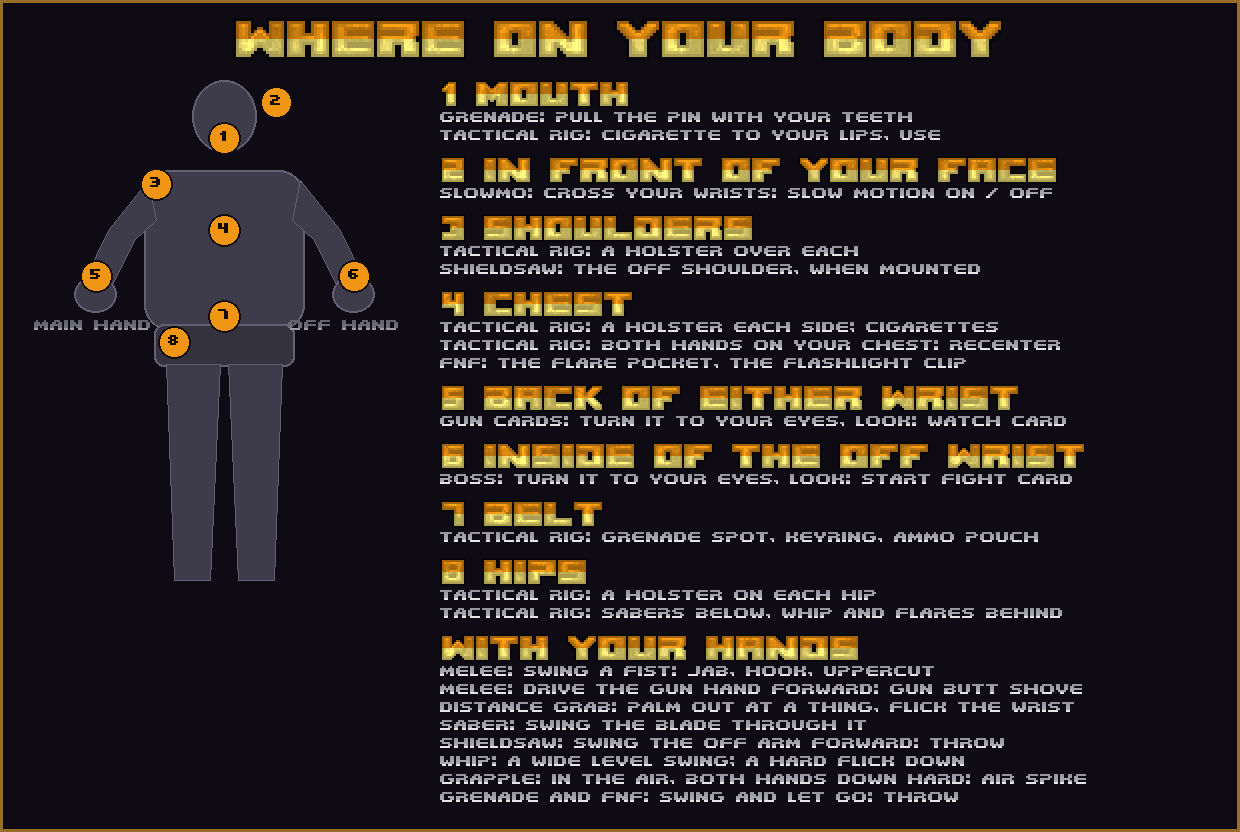 WHERE ON YOUR BODY
2
1
3
4
5
6
7
MAIN HAND
OFF HAND
8
1 MOUTH
GRENADE: PULL THE PIN WITH YOUR TEETH
TACTICAL RIG: CIGARETTE TO YOUR LIPS, USE
2 IN FRONT OF YOUR FACE
SLOWMO: CROSS YOUR WRISTS: SLOW MOTION ON / OFF
3 SHOULDERS
TACTICAL RIG: A HOLSTER OVER EACH
SHIELDSAW: THE OFF SHOULDER, WHEN MOUNTED
4 CHEST
TACTICAL RIG: A HOLSTER EACH SIDE; CIGARETTES
TACTICAL RIG: BOTH HANDS ON YOUR CHEST: RECENTER
FNF: THE FLARE POCKET, THE FLASHLIGHT CLIP
5 BACK OF EITHER WRIST
GUN CARDS: TURN IT TO YOUR EYES, LOOK: WATCH CARD
6 INSIDE OF THE OFF WRIST
BOSS: TURN IT TO YOUR EYES, LOOK: START FIGHT CARD
7 BELT
TACTICAL RIG: GRENADE SPOT, KEYRING, AMMO POUCH
8 HIPS
TACTICAL RIG: A HOLSTER ON EACH HIP
TACTICAL RIG: SABERS BELOW, WHIP AND FLARES BEHIND
WITH YOUR HANDS
MELEE: SWING A FIST: JAB, HOOK, UPPERCUT
MELEE: DRIVE THE GUN HAND FORWARD: GUN BUTT SHOVE
DISTANCE GRAB: PALM OUT AT A THING, FLICK THE WRIST
SABER: SWING THE BLADE THROUGH IT
SHIELDSAW: SWING THE OFF ARM FORWARD: THROW
WHIP: A WIDE LEVEL SWING; A HARD FLICK DOWN
GRAPPLE: IN THE AIR, BOTH HANDS DOWN HARD: AIR SPIKE
GRENADE AND FNF: SWING AND LET GO: THROW